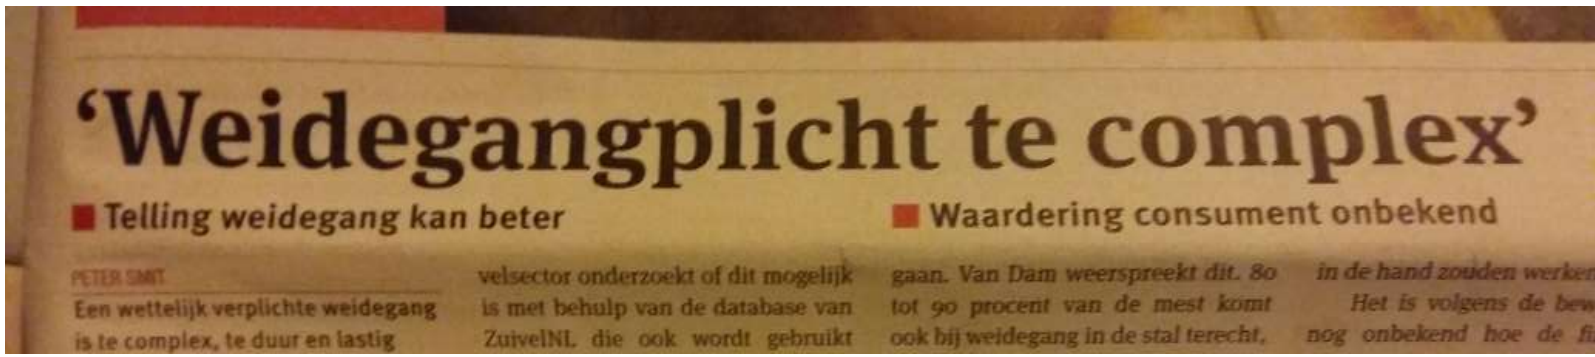 ‘Weidegangplicht te complex’
Telling weidegang kan beter
Waardering consument onbekend
PETER SMIT
Een wettelijk verplichte weidegang
is te complex, te duur en lastig
velsector onderzoekt of dit mogelijk
is met behulp van de database van
ZuivelNL die ook wordt gebruikt
gaan. Van Dam weerspreekt dit. 80
tot 90 procent van de mest komt
ook bij weidegang in de stal terecht,
in de hand zouden werken
Het is volgens de
nog onbekend hoe de